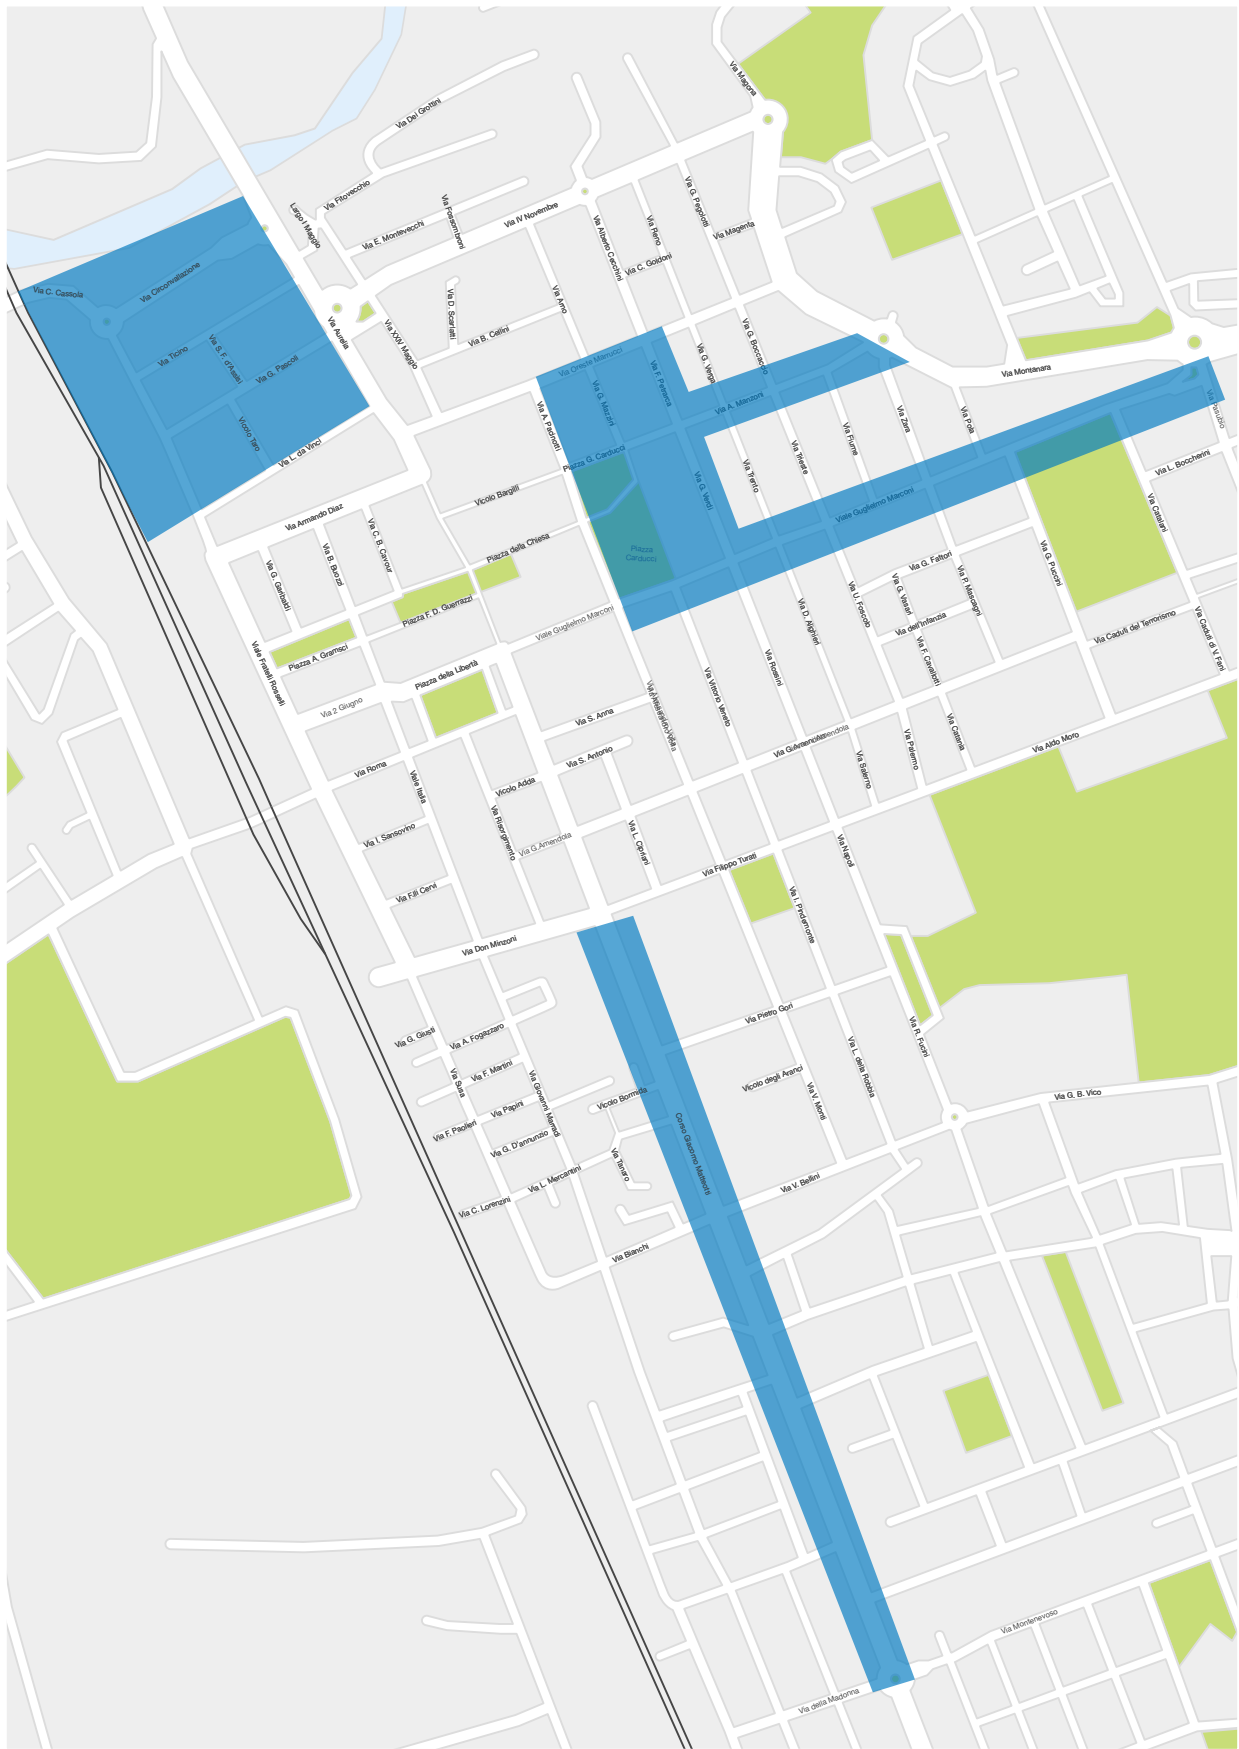 Via Magona
Via Del Grottini
Via Fitovecchio
Largo I Maggio
Via E. Montevecchi
Via Fossombroni
Via IV Novembre
Via G. Pegolotti
Via Magenta
Via Reno
Via Alberto Cecchini
Via C. Goldoni
Via C. Cassola
Via Circonvallazione
Via Ticino
Via S. F. d'Assisi
Via G. Pascoli
Vicolo Taro
Via L. da Vinci
Via Aurelia
Via XXIV Maggio
Via D. Scarlatti
Via B. Cellini
Via Arno
Via Oreste Marrucci
Via G. Mazzini
Via F. Petrarca
Via G. Verga
Via G. Boccaccio
Via A. Manzoni
Via Montanara
Via Pasubio
Via A. Pacinotti
Piazza G. Carducci
Via G. Verdi
Via Trento
Via Trieste
Via Fiume
Via Zara
Via Pola
Via L. Boccherini
Vicolo Bargilli
Via Armando Diaz
Viale Guglielmo Marconi
Via Catalani
Via G. Garibaldi
Via B. Buozzi
Via C. B. Cavour
Piazza della Chiesa
Piazza
Carducci
Via G. Puccini
Via G. Fattori
Via G. Vasari
Via P. Mascagni
Via U. Foscolo
Via D. Alighieri
Via dell'Infanzia
Via F. Cavallotti
Via Caduti del Terrorismo
Via Caduti di V. Fani
Piazza F. D. Guerrazzi
Viale Guglielmo Marconi
Piazza A. Gramsci
Viale Fratelli Rosselli
Piazza della Libertà
Via 2 Giugno
Via Rossini
Via Vittorio Veneto
Via S. Anna
Via S. Antonio
Via Catania
Via Palermo
Via Salerno
Via Aldo Moro
Via Roma
Viale Italia
Vicolo Adda
Via Risorgimento
Via G.Amendola
Via L. Cipriani
Via I. Sansovino
Via F.lli Cervi
Via Filippo Turati
Via Napoli
Via I. Pindemonte
Via Don Minzoni
Via Pietro Gori
Via R. Fucini
Via L. della Robbia
Via G. Giusti
Via A. Fogazzaro
Via F. Martini
Via Susa
Via Giovanni Marradi
Via Papini
Vicolo Bormida
Vicolo degli Aranci
Via V. Monti
Via G. B. Vico
Via F. Paolieri
Via G. D'annunzio
Via L. Mercantini
Via Tanaro
Via C. Lorenzini
Corso Giacomo Matteotti
Via V. Bellini
Via Bianchi
Via Montenevoso
Via della Madonna